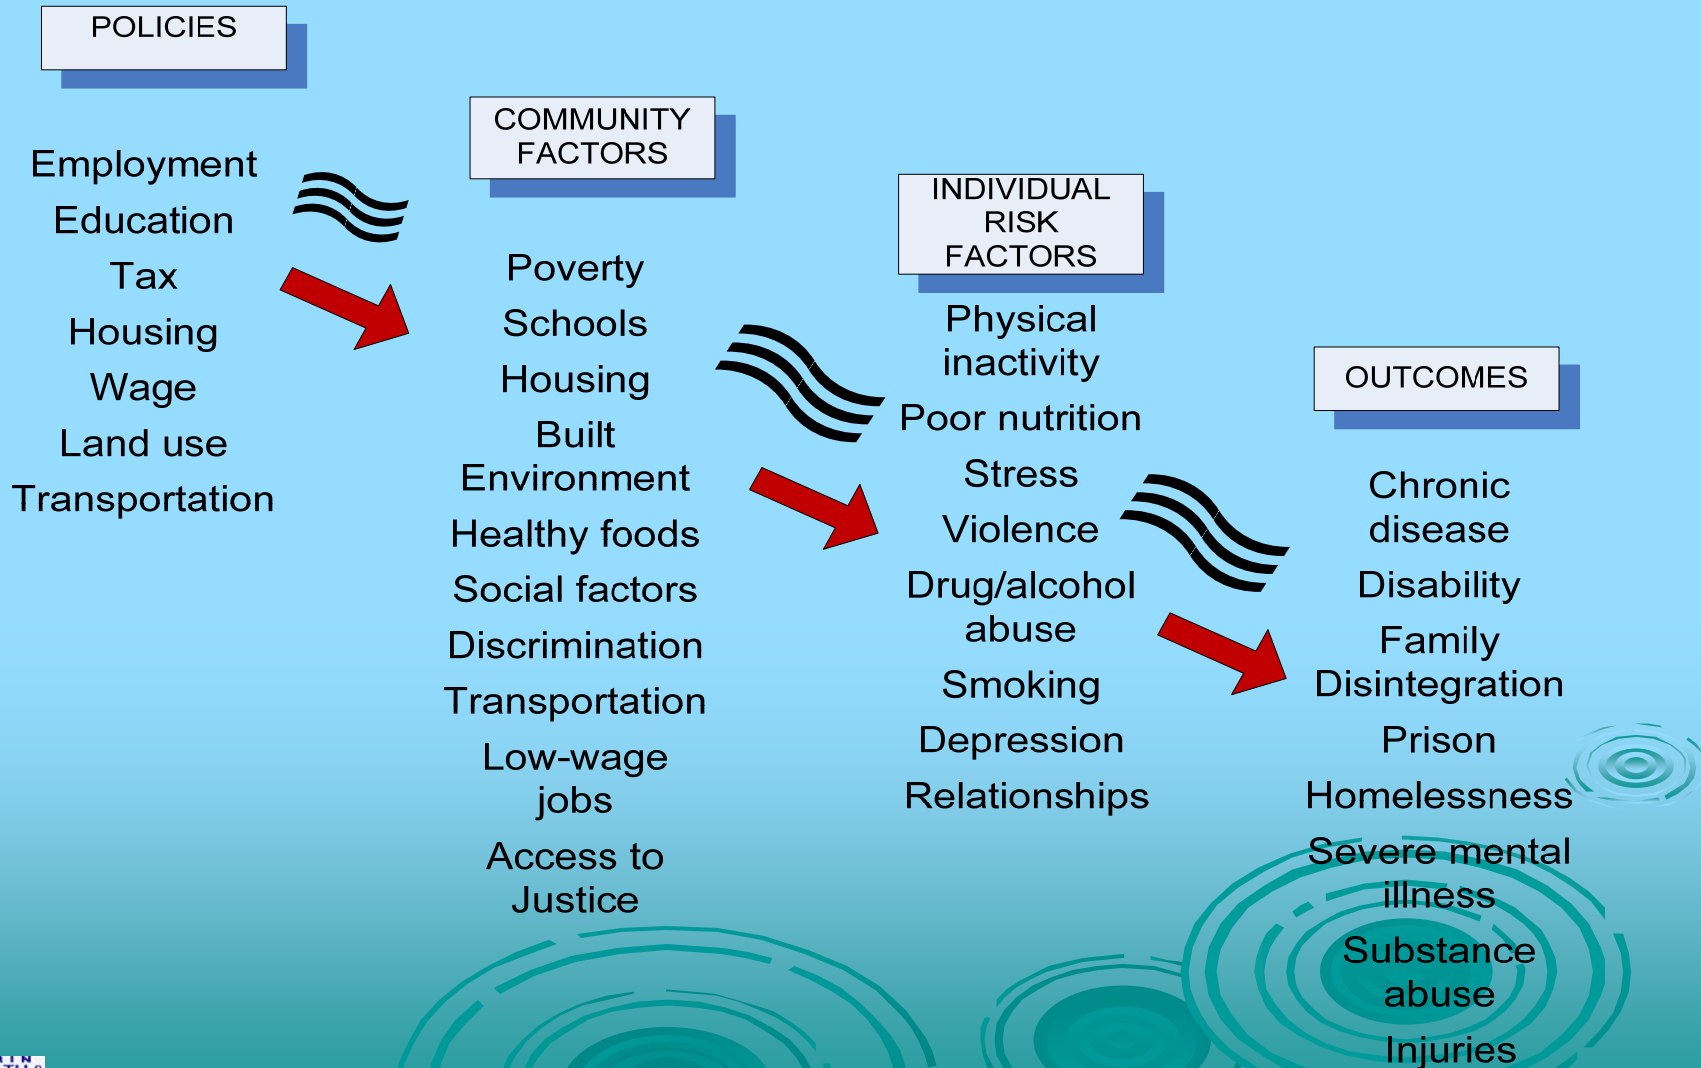 POLICIES
Employment
Education
Tax
Housing
Wage
Land use
Transportation
COMMUNITY
FACTORS
Poverty
Schools
Housing
Built
Environment
Healthy foods
Social factors
Discrimination
Transportation
Low-wage
jobs
Access to
Justice
INDIVIDUAL
RISK
FACTORS
Physical
inactivity
Poor nutrition
Stress
Violence
Drug/alcohol
abuse
Smoking
Depression
Relationships
OUTCOMES
Chronic
disease
Disability
Family
Disintegration
Prison
Homelessness
Severe mental
illness
Substance
abuse
Injuries